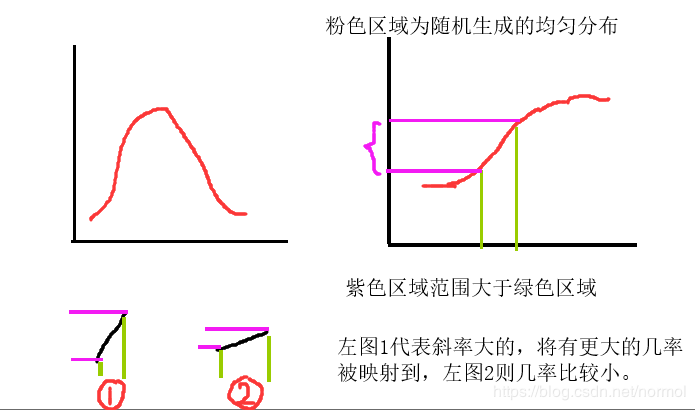 粉色区域为随机生成的均匀分布
紫色区域范围大于绿色区域
左图1代表斜率大的，将有更大的几率
被映射到，左图2则几率比较小。
1
2
https://blog.csdn.net/normol